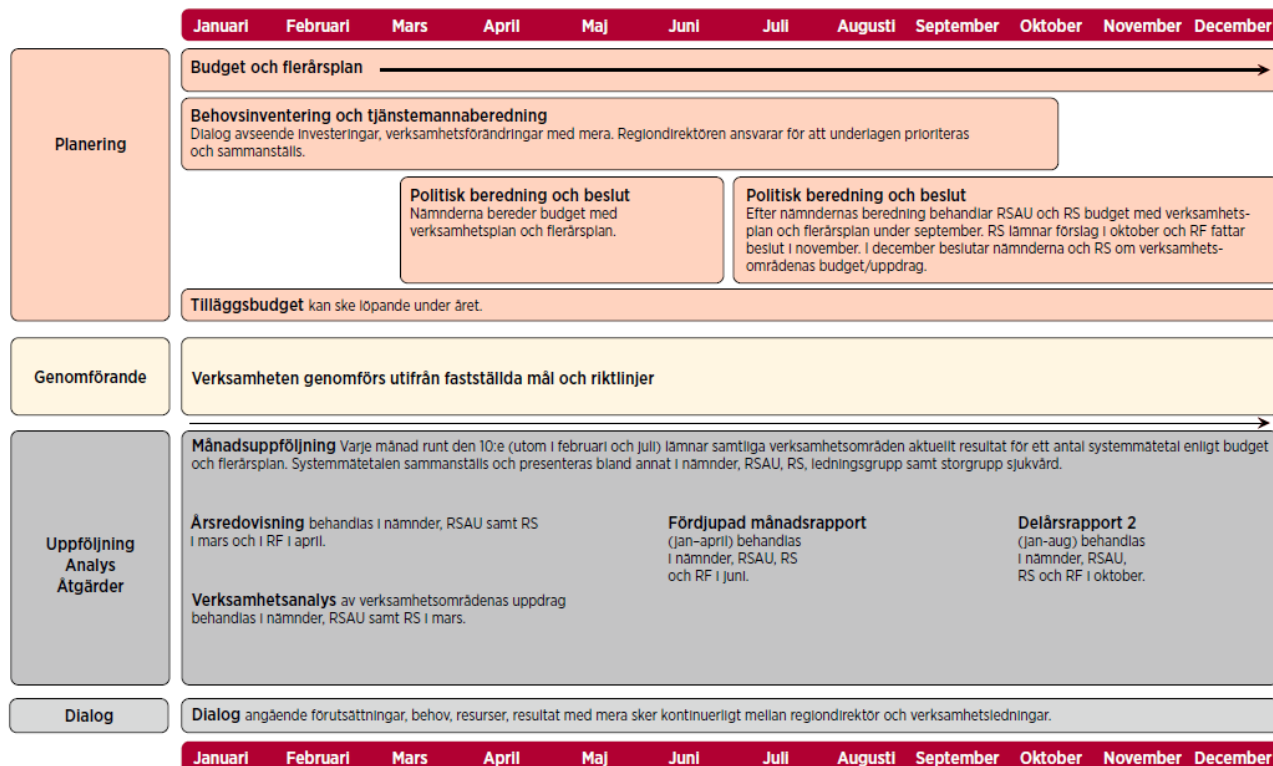 Januari Februari Mars April Maj Juni Juli Augusti September Oktober November December
Planering
Budget och flerårsplan
Behovsinventering och tjänstemannaberedning
Dialog avseende investeringar, verksamhetsförändringar med mera. Regiondirektören ansvarar för att underlagen prioriteras
och sammanställs.
Politisk beredning och beslut
Nämnderna bereder budget med
verksamhetsplan och flerårsplan.
Politisk beredning och beslut
Efter nämndernas beredning behandlar RSAU och RS budget med verksamhets-
plan och flerårsplan under september. RS lämnar förslag i oktober och RF fattar
beslut i november. I december beslutar nämnderna och RS om verksamhets-
områdenas budget/uppdrag.
Tilläggsbudget kan ske löpande under året.
Genomförande
Verksamheten genomförs utifrån fastställda mål och riktlinjer
Uppföljning
Analys
Åtgärder
Månadsuppföljning Varje månad runt den 10:e (utom i februari och juli) lämnar samtliga verksamhetsområden aktuellt resultat för ett antal systemmätetal enligt budget
och flerårsplan. Systemmätetalen sammanställs och presenteras bland annat i nämnder, RSAU, RS, ledningsgrupp samt storgrupp sjukvård.
Årsredovisning behandlas i nämnder, RSAU samt RS
i mars och i RF i april.
Verksamhetsanalys av verksamhetsområdenas uppdrag
behandlas i nämnder, RSAU samt RS i mars.
Fördjupad månadsrapport
(jan–april) behandlas
i nämnder, RSAU, RS
och RF i juni.
Delårsrapport 2
(jan-aug) behandlas
i nämnder, RSAU,
RS och RF i oktober.
Dialog
Dialog angående förutsättningar, behov, resurser, resultat med mera sker kontinuerligt mellan regiondirektör och verksamhetsledningar.
Januari Februari Mars April Maj Juni Juli Augusti September Oktober November December